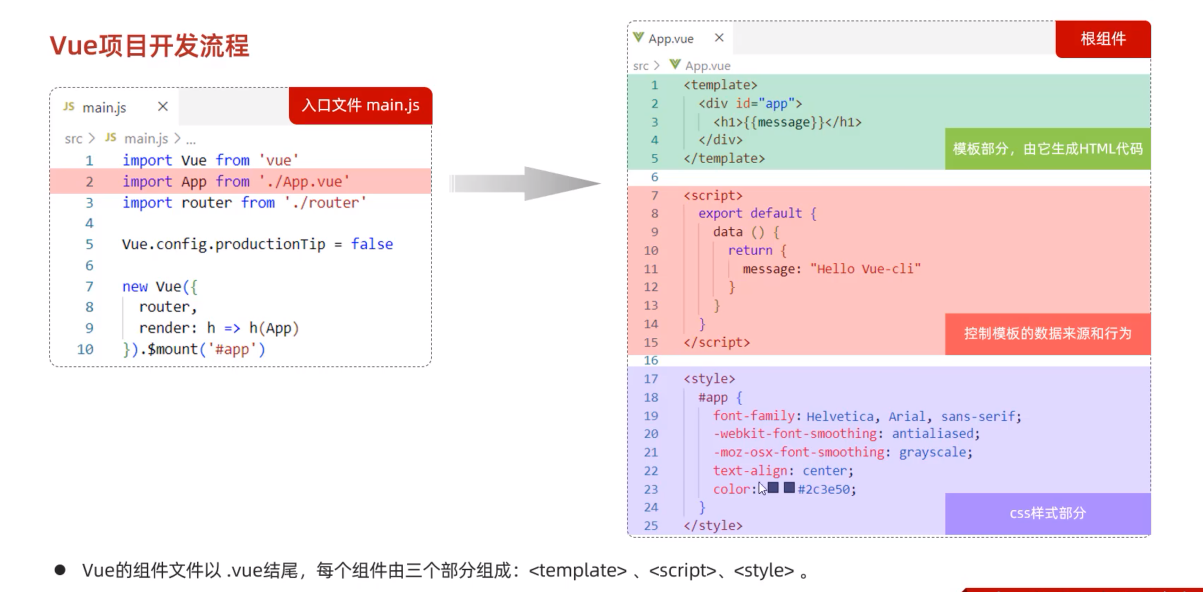 Vue项目开发流程
JS main.js ×
入口文件 main.js
src > JS main.js > ...
1 import Vue from 'vue'
2 import App from './App.vue'
3 import router from './router'
4
5 Vue.config.productionTip = false
6
7 new Vue({
8 router,
9 render: h => h(App)
10 }).$mount('#app')
App.vue ×
根组件
src > App.vue
1 <template>
2 <div id="app">
3 <h1>{{message}}</h1>
4 </div>
5 </template>
模板部分，由它生成HTML代码
6
7 <script>
8 export default {
9 data () {
10 return {
11 message: "Hello Vue-cli"
12 }
13 }
14 }
15 </script>
控制模板的数据来源和行为
16
17 <style>
18 #app {
19 font-family: Helvetica, Arial, sans-serif;
20 -webkit-font-smoothing: antialiased;
21 -moz-osx-font-smoothing: grayscale;
22 text-align: center;
23 color: #2c3e50;
24 }
25 </style>
css样式部分
● Vue的组件文件以 .vue结尾，每个组件由三个部分组成：<template> 、<script>、<style> 。